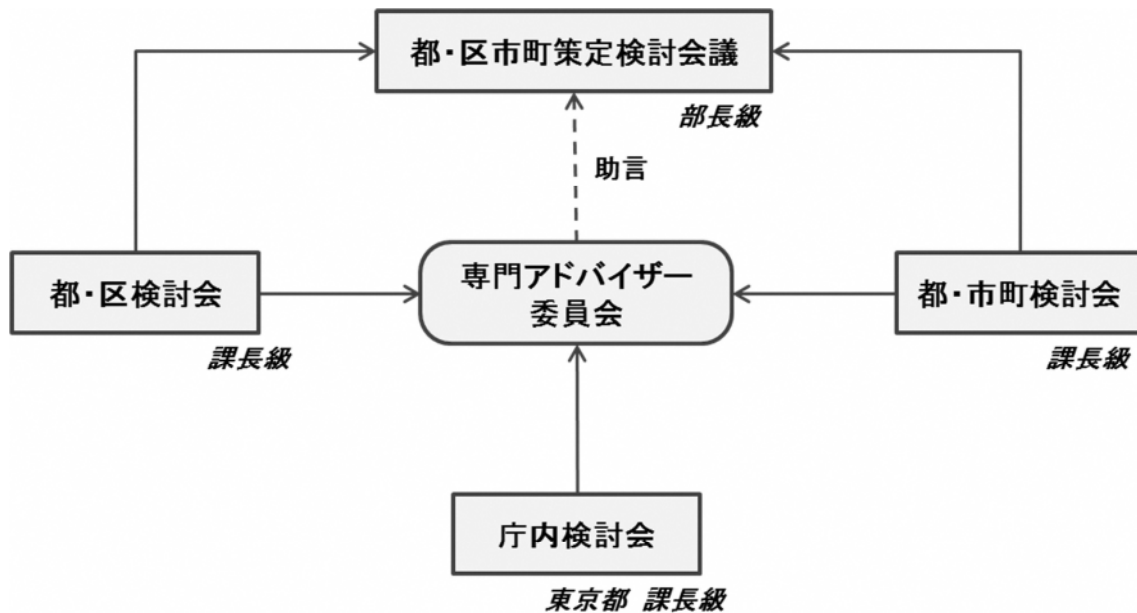 都・区市町策定検討会議
部長級
助言
都・区検討会
課長級
専門アドバイザー
委員会
都・市町検討会
課長級
庁内検討会
東京都 課長級